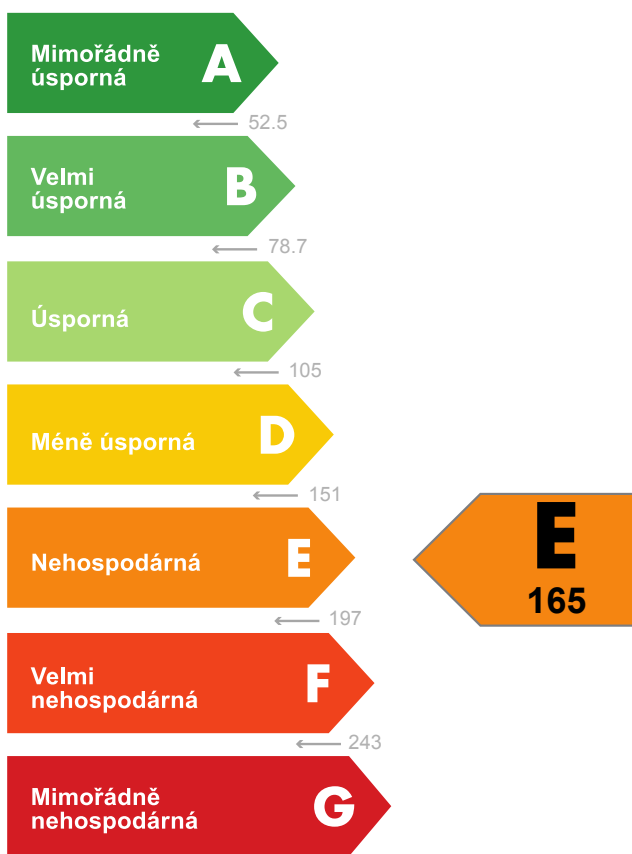 Mimořádně
úsporná
A
← 52.5
Velmi
úsporná
B
← 78.7
Úsporná
C
← 105
Méně úsporná
D
← 151
Nehospodárná
E
E
165
← 197
Velmi
nehospodárná
F
← 243
Mimořádně
nehospodárná
G